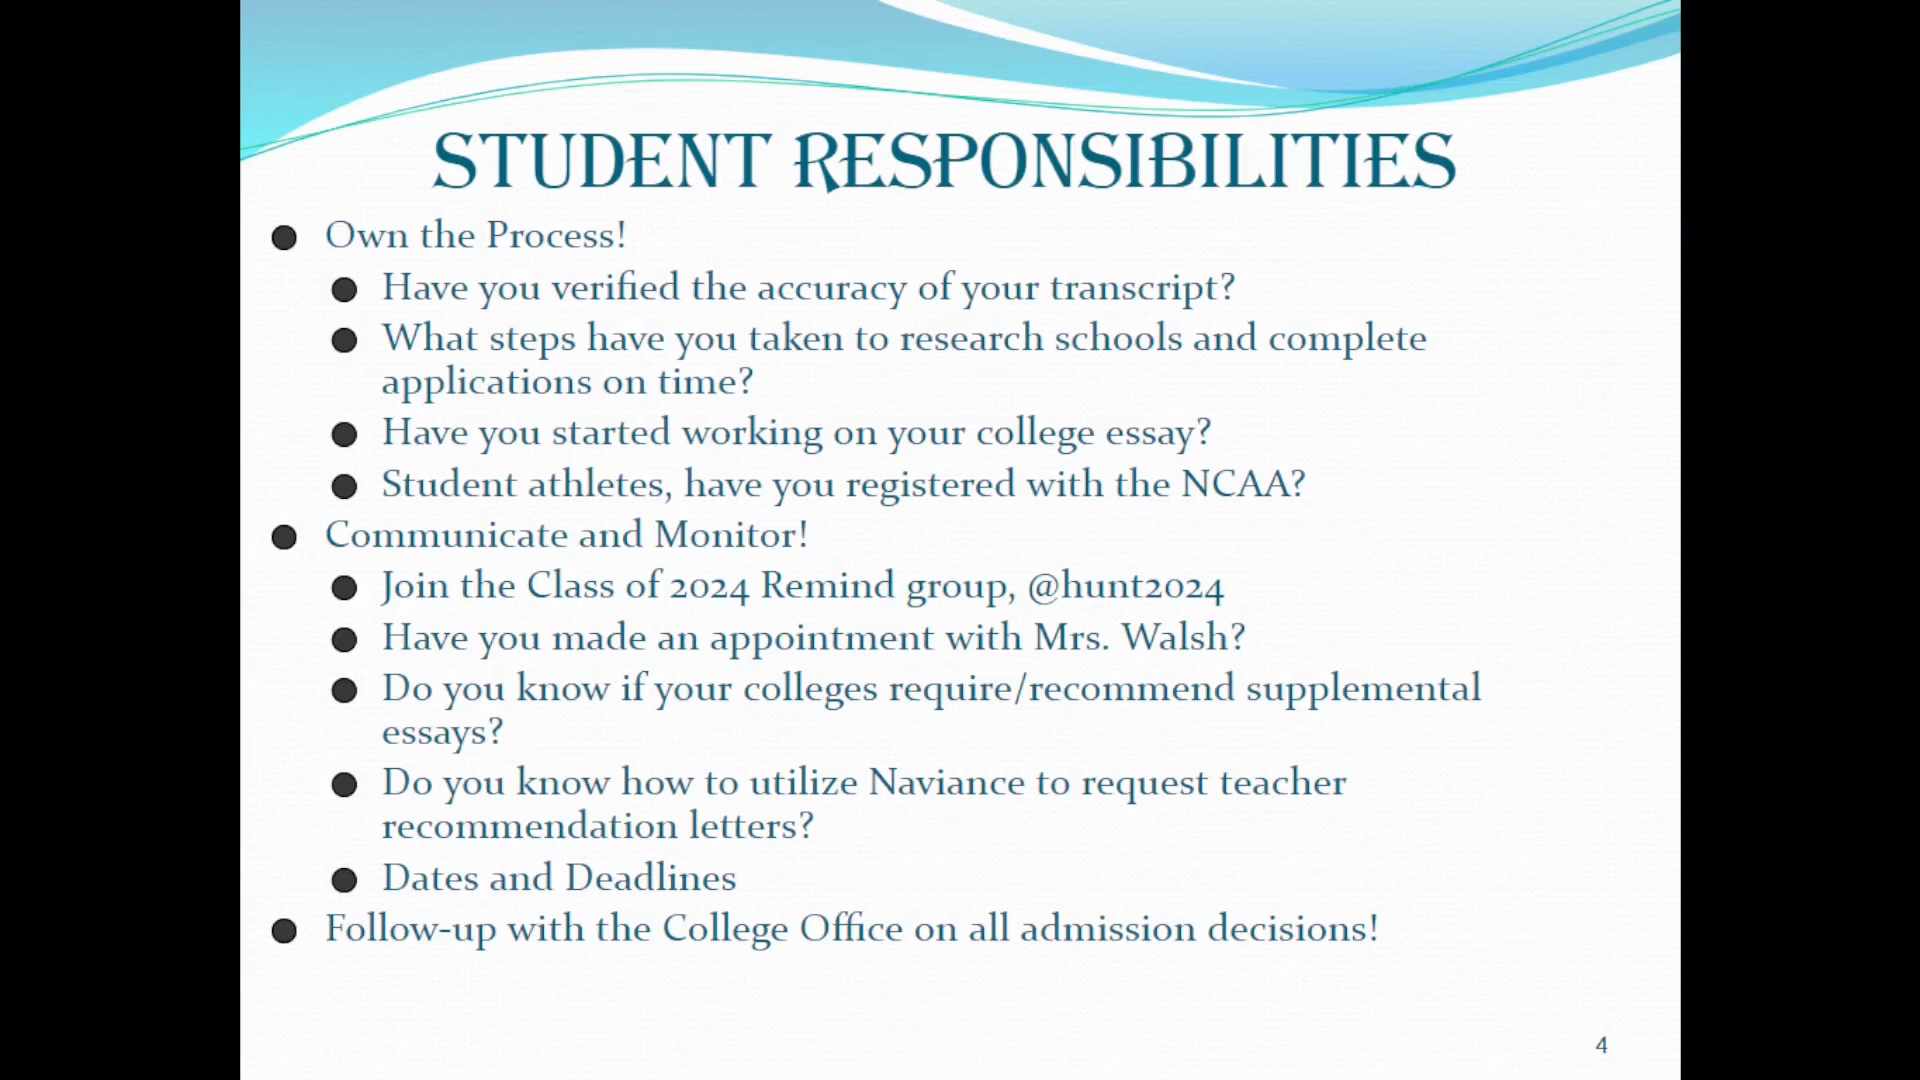 STUDENT RESPONSIBILITIES
● Own the Process!
● Have you verified the accuracy of your transcript?
● What steps have you taken to research schools and complete
applications on time?
● Have you started working on your college essay?
● Student athletes, have you registered with the NCAA?
● Communicate and Monitor!
● Join the Class of 2024 Remind group, @hunt2024
● Have you made an appointment with Mrs. Walsh?
● Do you know if your colleges require/recommend supplemental
essays?
● Do you know how to utilize Naviance to request teacher
recommendation letters?
● Dates and Deadlines
● Follow-up with the College Office on all admission decisions!
4